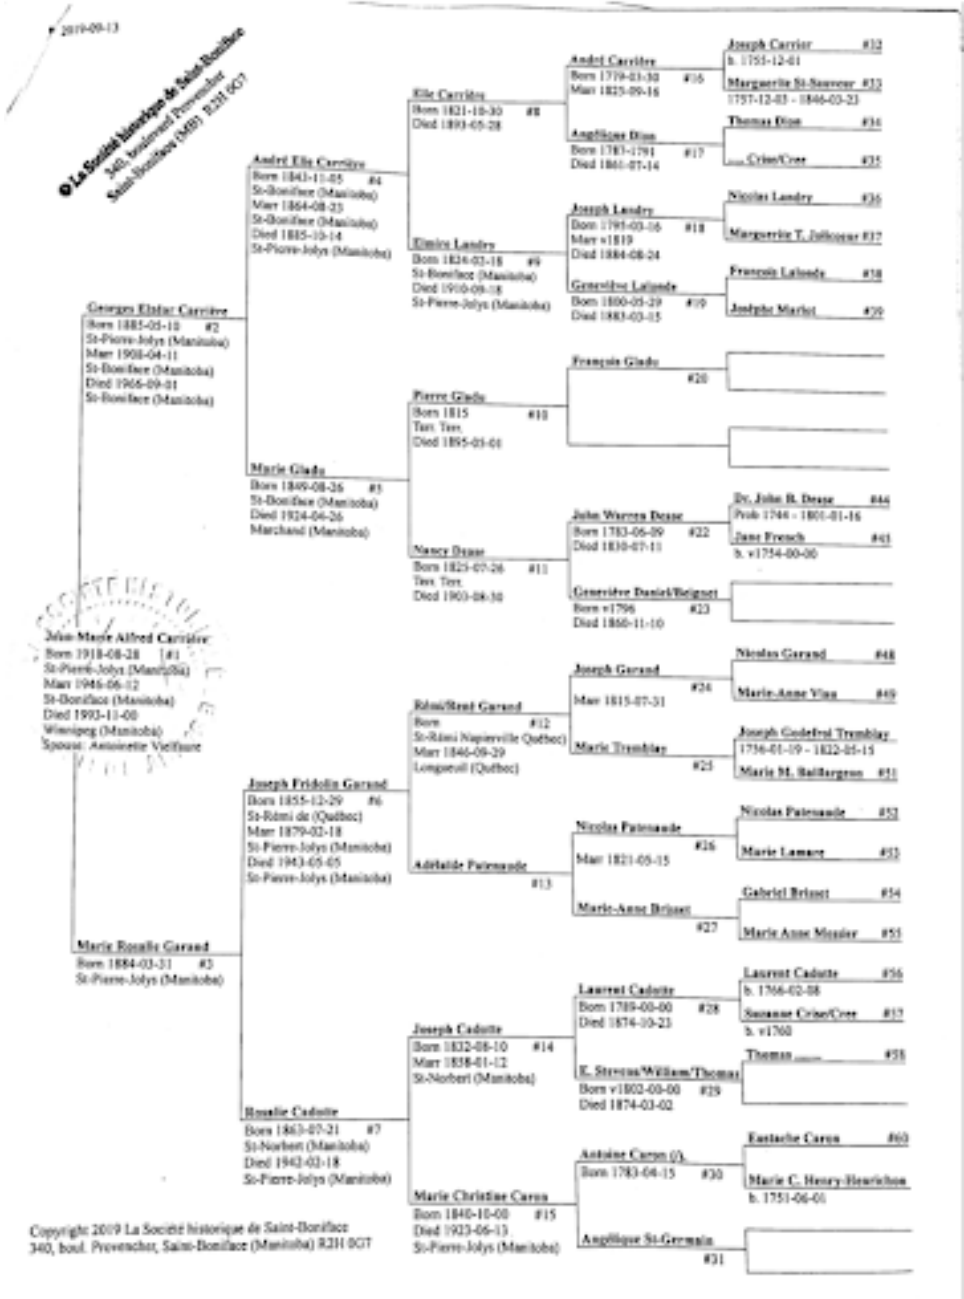 2019-09-13
© La Société historique de Saint-Boniface
340, boulevard Provencher
Saint-Boniface (MB) R2H 0G7
Georges Elzéar Carrière
Born 1885-05-10 #2
St-Pierre-Jolys (Manitoba)
Marr 1908-04-11
St-Boniface (Manitoba)
Died 1966-09-01
St-Boniface (Manitoba)
John-Marie Alfred Carrière
Born 1918-08-28 #1
St-Pierre-Jolys (Manitoba)
Marr 1946-06-12
St-Boniface (Manitoba)
Died 1993-11-00
Winnipeg (Manitoba)
Spouse: Antoinette Vielfaure
Marie Rosalie Garand
Born 1884-03-31 #3
St-Pierre-Jolys (Manitoba)
André Elie Carrière
Born 1843-11-05 #4
St-Boniface (Manitoba)
Marr 1864-08-23
St-Boniface (Manitoba)
Died 1885-10-14
St-Pierre-Jolys (Manitoba)
Marie Gladu
Born 1849-08-26 #5
St-Boniface (Manitoba)
Died 1924-04-26
Marchand (Manitoba)
Joseph Fridolin Garand
Born 1855-12-29 #6
St-Rémi de (Québec)
Marr 1879-02-18
St-Pierre-Jolys (Manitoba)
Died 1943-05-05
St-Pierre-Jolys (Manitoba)
Rosalie Cadotte
Born 1863-07-21 #7
St-Norbert (Manitoba)
Died 1942-02-18
St-Pierre-Jolys (Manitoba)
Elie Carrière
Born 1821-10-30 #8
Died 1893-05-28
Elmire Landry
Born 1824-02-18 #9
St-Boniface (Manitoba)
Died 1910-09-18
St-Pierre-Jolys (Manitoba)
Pierre Gladu
Born 1815 #10
Terr. Terr.
Died 1895-05-01
Nancy Dease
Born 1825-07-26 #11
Terr. Terr.
Died 1903-08-30
Rémi/René Garand
Born #12
St-Rémi Napierville Québec)
Marr 1846-09-29
Longueuil (Québec)
Adélaïde Patenaude
#13
Joseph Cadotte
Born 1832-08-10 #14
Marr 1858-01-12
St-Norbert (Manitoba)
Marie Christine Caron
Born 1840-10-00 #15
Died 1923-06-13
St-Pierre-Jolys (Manitoba)
André Carrière
Born 1779-03-30 #16
Marr 1825-09-16
Angélique Dion
Born 1787-1791 #17
Died 1861-07-14
Joseph Landry
Born 1795-03-16 #18
Marr v1819
Died 1884-08-24
Geneviève Lalonde
Born 1800-05-29 #19
Died 1883-03-15
François Gladu
#20
John Warren Dease
Born 1783-06-09 #22
Died 1830-07-11
Geneviève Daniel/Beignet
Born v1796 #23
Died 1860-11-10
Joseph Garand
#24
Marr 1815-07-31
Marie Tremblay
#25
Nicolas Patenaude
#26
Marr 1821-05-15
Marie-Anne Brisset
#27
Laurent Cadotte
Born 1789-00-00 #28
Died 1874-10-23
E. Stevens/William/Thomas
Born v1802-00-00 #29
Died 1874-03-02
Antoine Caron (/),
Born 1783-04-15 #30
Angélique St-Germain
#31
Joseph Carrier #32
b. 1755-12-01
Marguerite St-Sauveur #33
1757-12-03 - 1846-03-23
Thomas Dion #34
___ Crise/Cree #35
Nicolas Landry #36
Marguerite T. Jolicoeur #37
François Lalonde #38
Josèphe Marlot #39
Dr. John B. Dease #44
Prob 1744 - 1801-01-16
Jane French #45
b. v1754-00-00
Nicolas Garand #48
Marie-Anne Viau #49
Joseph Godefroi Tremblay
1756-01-19 - 1822-05-15
Marie M. Baillargeon #51
Nicolas Patenaude #52
Marie Lamare #53
Gabriel Brisset #54
Marie Anne Messier #55
Laurent Cadotte #56
b. 1766-02-08
Suzanne Crise/Cree #57
b. v1760
Thomas ___ #58
Eustache Caron #60
Marie C. Henry-Henrichon
b. 1751-06-01
Copyright 2019 La Société historique de Saint-Boniface
340, boul. Provencher, Saint-Boniface (Manitoba) R2H 0G7